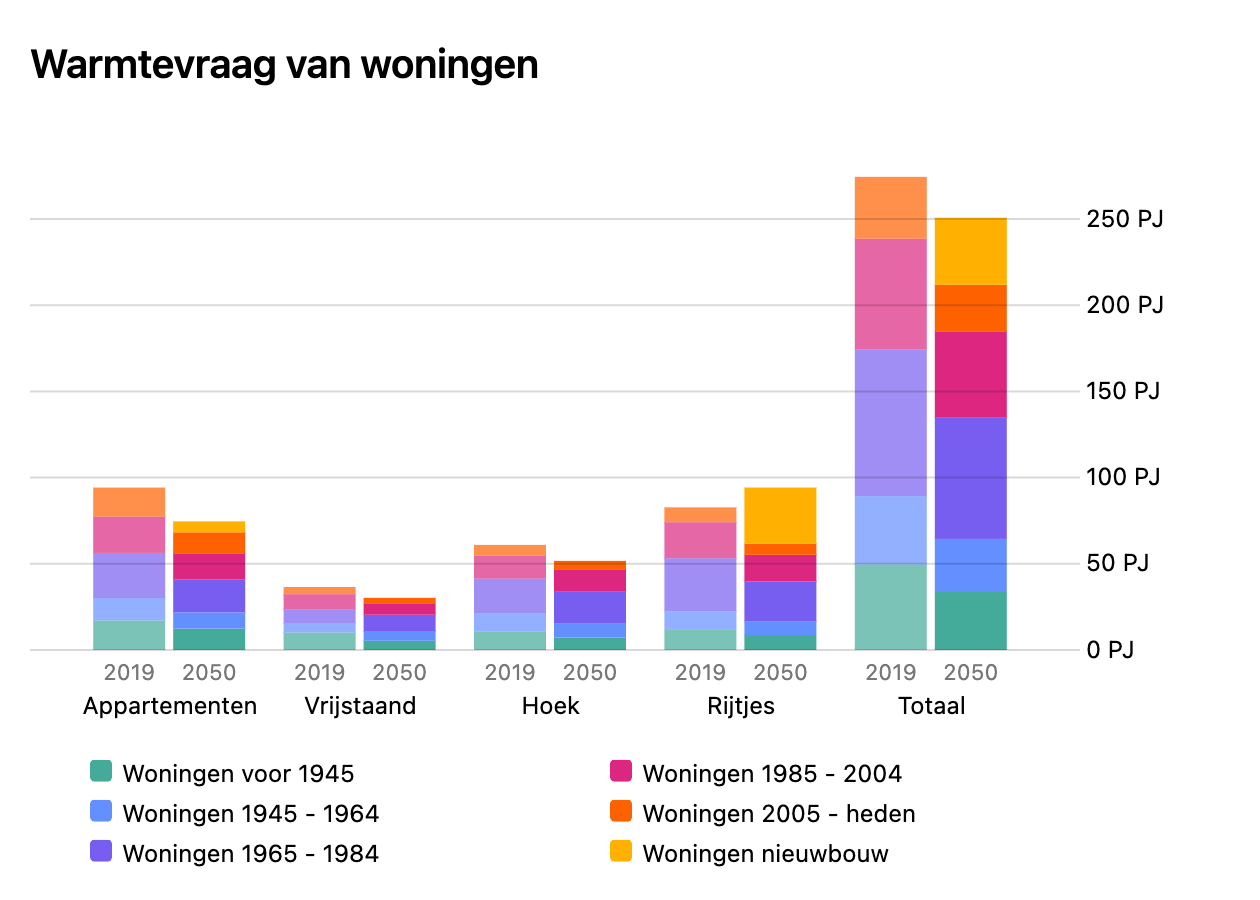 Warmtevraag van woningen
250 PJ
200 PJ
150 PJ
100 PJ
50 PJ
0 PJ
2019 2050 2019 2050 2019 2050 2019 2050 2019 2050
Appartementen Vrijstaand Hoek Rijtjes Totaal
Woningen voor 1945
Woningen 1945 - 1964
Woningen 1965 - 1984
Woningen 1985 - 2004
Woningen 2005 - heden
Woningen nieuwbouw